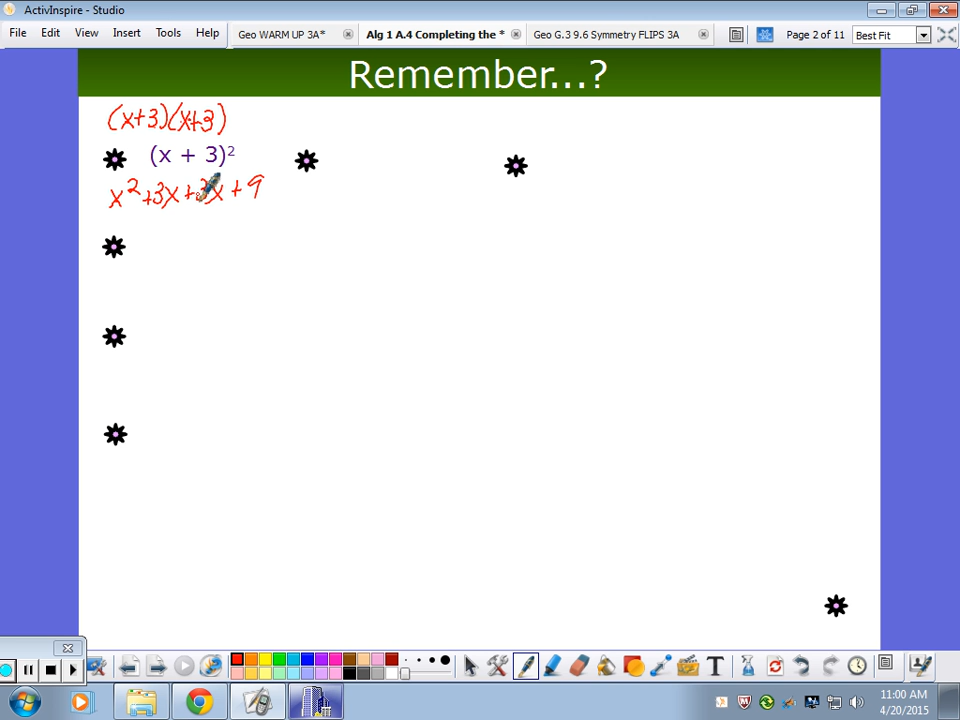 ActivInspire - Studio
File Edit View Insert Tools Help
Geo WARM UP 3A*
Alg 1 A.4 Completing the *
Geo G.3 9.6 Symmetry FLIPS 3A
Page 2 of 11
Best Fit
Remember...?
(x+3)(x+3)
(x + 3)²
x²+3x+3x+9
T
11:00 AM
4/20/2015